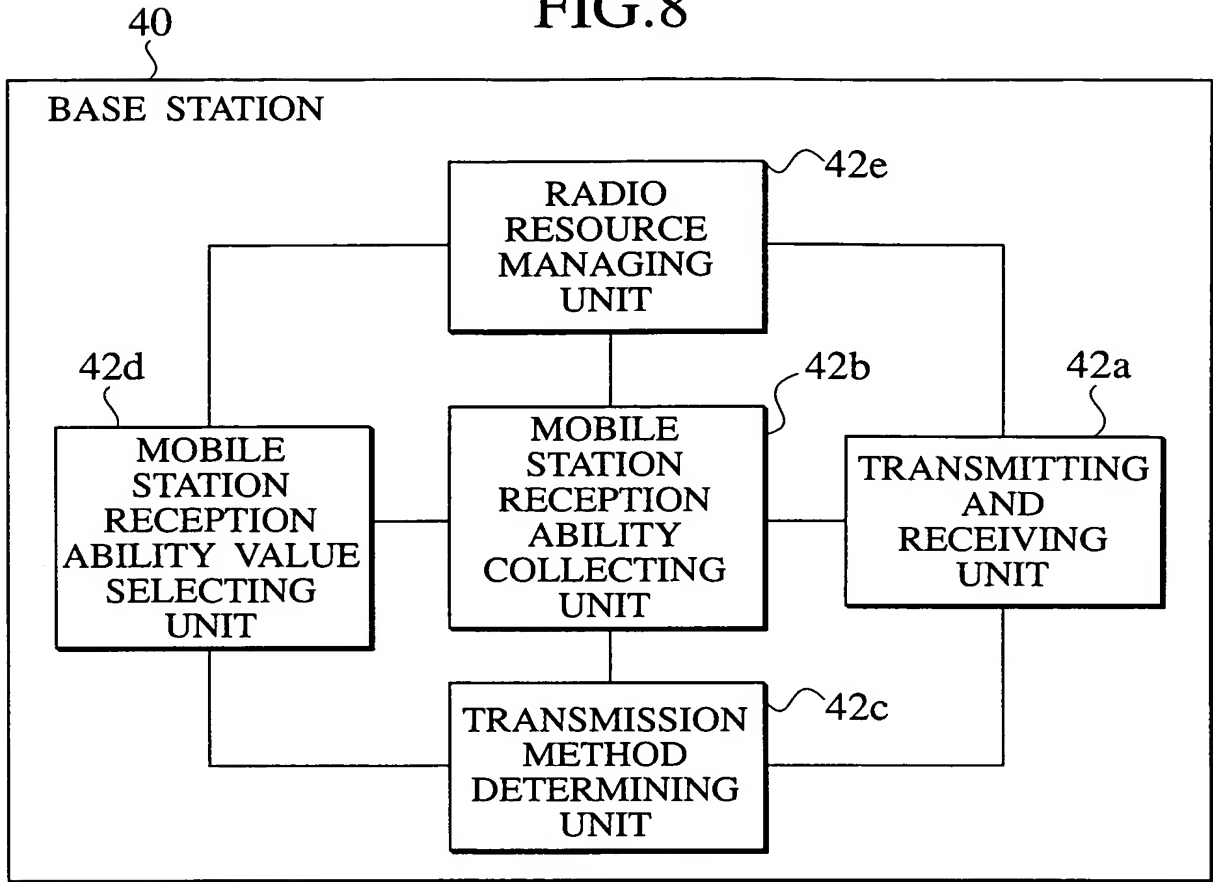 FIG.8
40
BASE STATION
42e
RADIO
RESOURCE
MANAGING
UNIT
42d
MOBILE
STATION
RECEPTION
ABILITY VALUE
SELECTING
UNIT
42b
MOBILE
STATION
RECEPTION
ABILITY
COLLECTING
UNIT
42a
TRANSMITTING
AND
RECEIVING
UNIT
42c
TRANSMISSION
METHOD
DETERMINING
UNIT